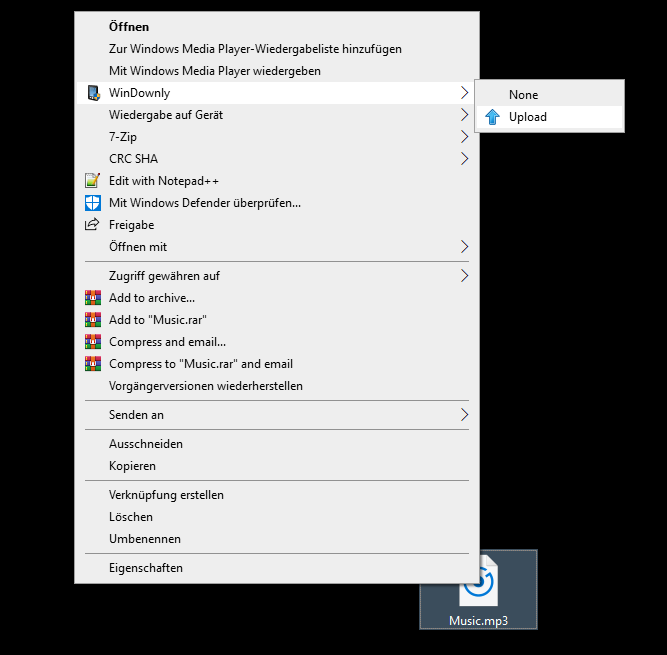 Öffnen
Zur Windows Media Player-Wiedergabeliste hinzufügen
Mit Windows Media Player wiedergeben
WinDownly
None
Wiedergabe auf Gerät
Upload
7-Zip
CRC SHA
Edit with Notepad++
Mit Windows Defender überprüfen...
Freigabe
Öffnen mit
Zugriff gewähren auf
Add to archive...
Add to "Music.rar"
Compress and email...
Compress to "Music.rar" and email
Vorgängerversionen wiederherstellen
Senden an
Ausschneiden
Kopieren
Verknüpfung erstellen
Löschen
Umbenennen
Eigenschaften
Music.mp3